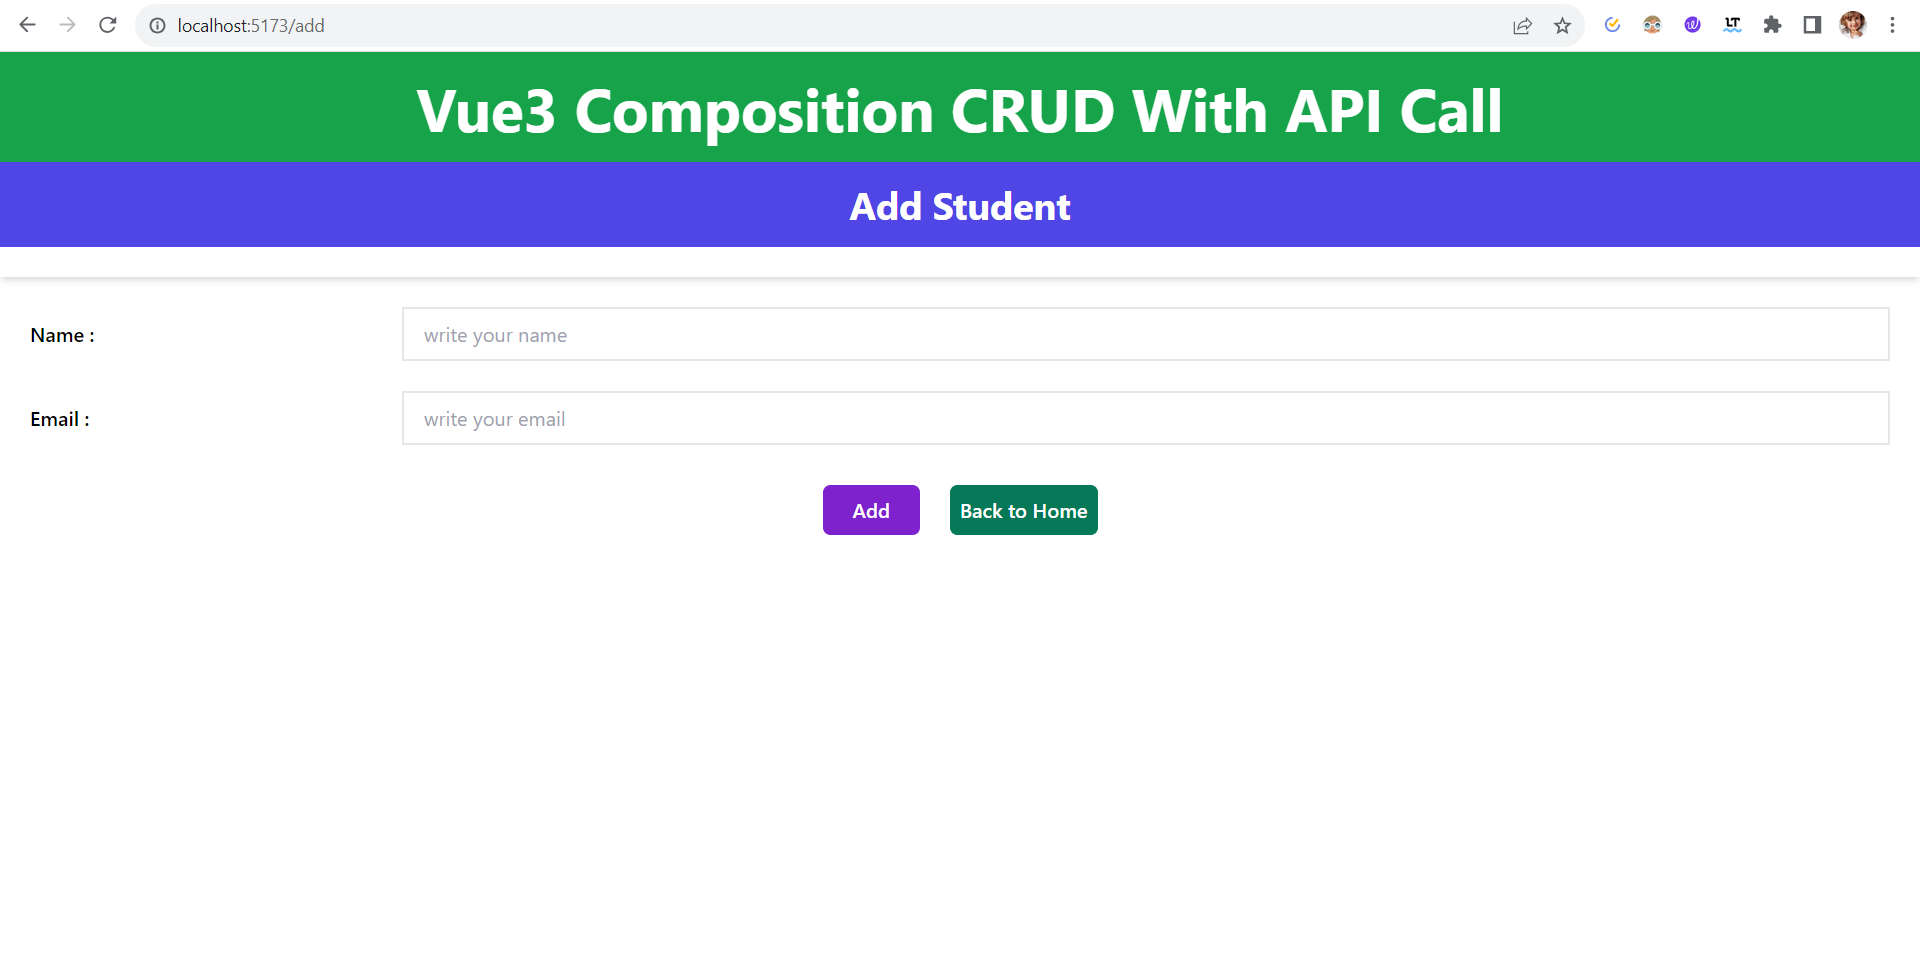 localhost:5173/add
LT
Vue3 Composition CRUD With API Call
Add Student
Name :
write your name
Email :
write your email
Add
Back to Home